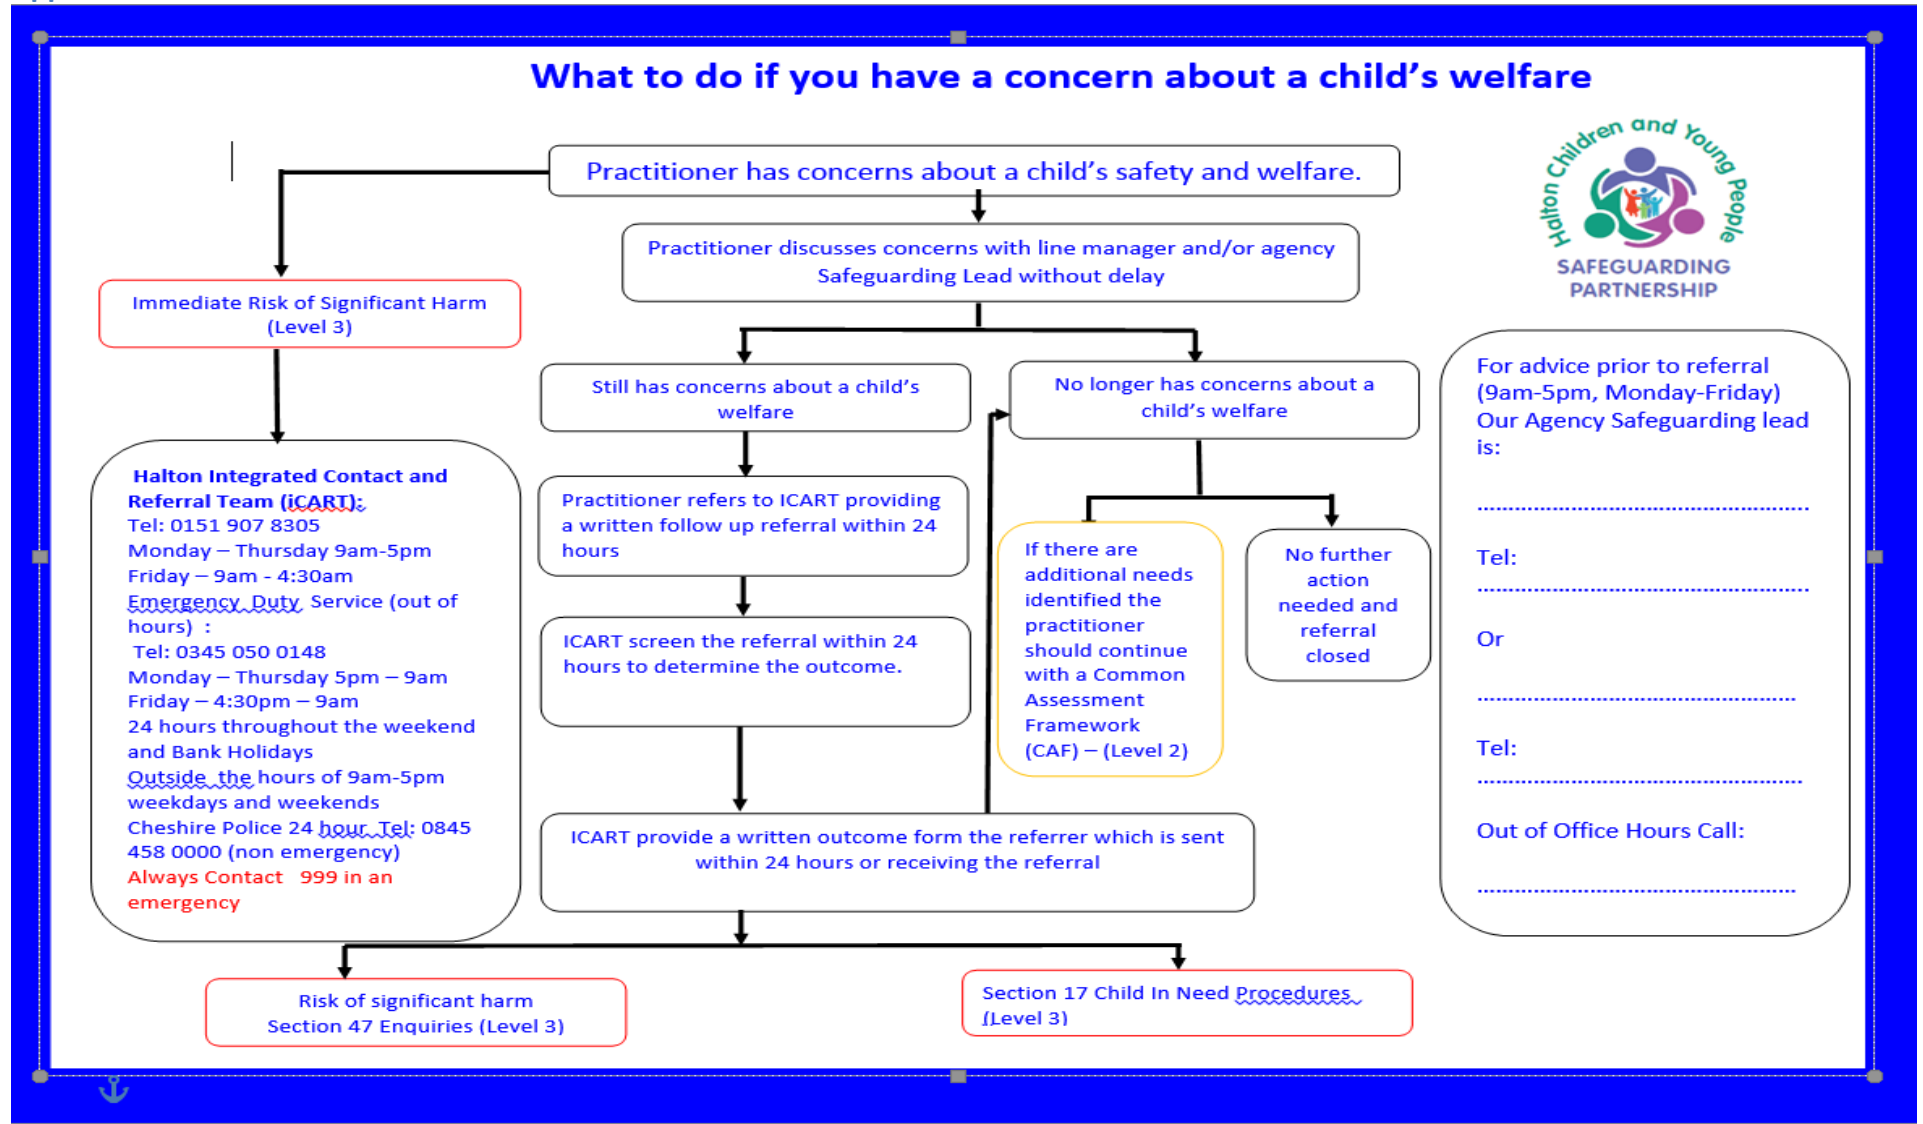 What to do if you have a concern about a child's welfare
Halton Children and Young People
SAFEGUARDING
PARTNERSHIP
Practitioner has concerns about a child's safety and welfare.
Practitioner discusses concerns with line manager and/or agency
Safeguarding Lead without delay
Immediate Risk of Significant Harm
(Level 3)
Still has concerns about a child's
welfare
No longer has concerns about a
child's welfare
For advice prior to referral
(9am-5pm, Monday-Friday)
Our Agency Safeguarding lead
is:
....................................................
Tel:
....................................................
Or
..................................................
Tel:
...................................................
Out of Office Hours Call:
..................................................
Halton Integrated Contact and
Referral Team (iCART):
Tel: 0151 907 8305
Monday – Thursday 9am-5pm
Friday – 9am - 4:30am
Emergency Duty Service (out of
hours) :
Tel: 0345 050 0148
Monday – Thursday 5pm – 9am
Friday – 4:30pm – 9am
24 hours throughout the weekend
and Bank Holidays
Outside the hours of 9am-5pm
weekdays and weekends
Cheshire Police 24 hour Tel: 0845
458 0000 (non emergency)
Always Contact 999 in an
emergency
Practitioner refers to ICART providing
a written follow up referral within 24
hours
ICART screen the referral within 24
hours to determine the outcome.
If there are
additional needs
identified the
practitioner
should continue
with a Common
Assessment
Framework
(CAF) – (Level 2)
No further
action
needed and
referral
closed
ICART provide a written outcome form the referrer which is sent
within 24 hours or receiving the referral
Risk of significant harm
Section 47 Enquiries (Level 3)
Section 17 Child In Need Procedures
(Level 3)